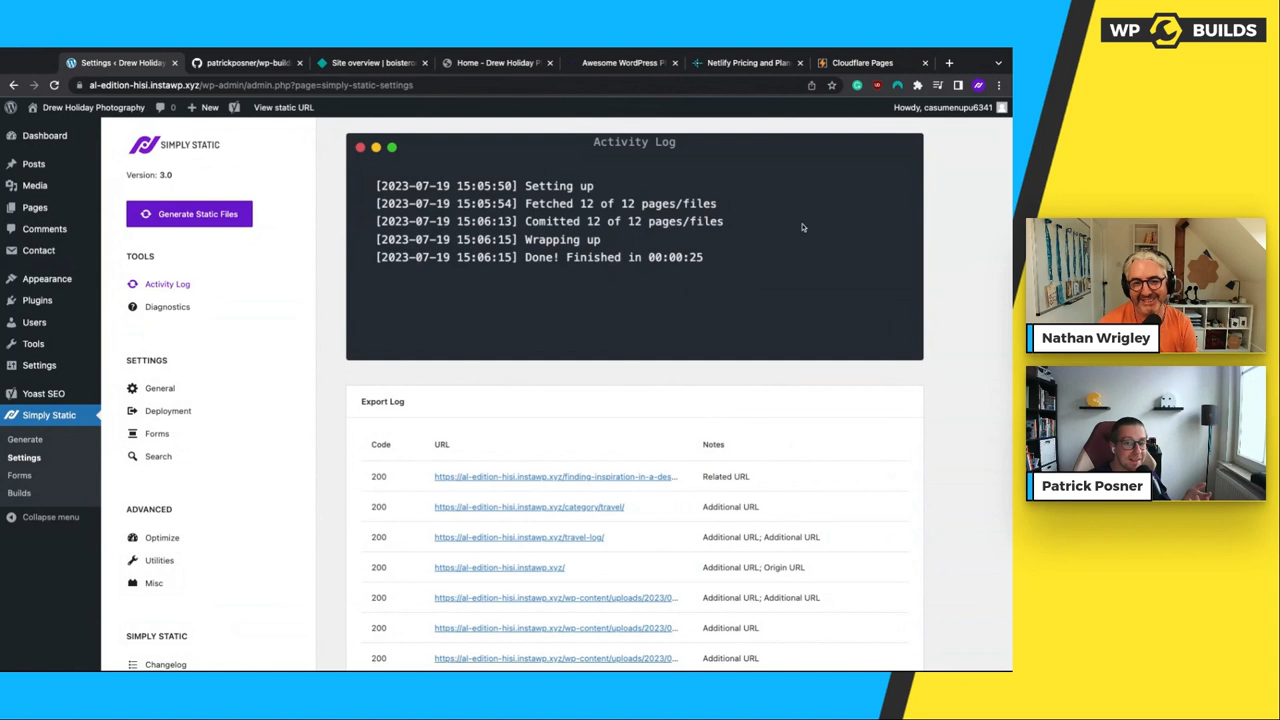 WP BUILDS
Settings ‹ Drew Holiday
patrickposner/wp-build
Site overview | boistero
Home - Drew Holiday P
Awesome WordPress P
Netlify Pricing and Plan
Cloudflare Pages
al-edition-hisi.instawp.xyz/wp-admin/admin.php?page=simply-static-settings
Drew Holiday Photography
0
New
View static URL
Howdy, casumenupu6341
Dashboard
Posts
Media
Pages
Comments
Contact
Appearance
Plugins
Users
Tools
Settings
Yoast SEO
Simply Static
Generate
Settings
Forms
Builds
Collapse menu
SIMPLY STATIC
Version: 3.0
Generate Static Files
TOOLS
Activity Log
Diagnostics
SETTINGS
General
Deployment
Forms
Search
ADVANCED
Optimize
Utilities
Misc
SIMPLY STATIC
Changelog
Activity Log
[2023-07-19 15:05:50] Setting up
[2023-07-19 15:05:54] Fetched 12 of 12 pages/files
[2023-07-19 15:06:13] Comitted 12 of 12 pages/files
[2023-07-19 15:06:15] Wrapping up
[2023-07-19 15:06:15] Done! Finished in 00:00:25
Export Log
Code URL Notes
200 https://al-edition-hisi.instawp.xyz/finding-inspiration-in-a-des... Related URL
200 https://al-edition-hisi.instawp.xyz/category/travel/ Additional URL
200 https://al-edition-hisi.instawp.xyz/travel-log/ Additional URL; Additional URL
200 https://al-edition-hisi.instawp.xyz/ Additional URL; Origin URL
200 https://al-edition-hisi.instawp.xyz/wp-content/uploads/2023/0... Additional URL; Additional URL
200 https://al-edition-hisi.instawp.xyz/wp-content/uploads/2023/0... Additional URL
200 https://al-edition-hisi.instawp.xyz/wp-content/uploads/2023/0... Additional URL
Nathan Wrigley
Patrick Posner